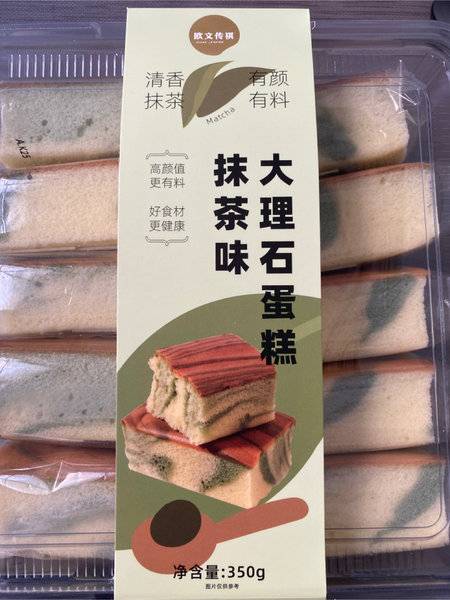 欧文传祺
清香
抹茶
有颜
有料
Matcha
高颜值
更有料
好食材
更健康
大理石蛋糕
抹茶味
AK25
净含量:350g
图片仅供参考